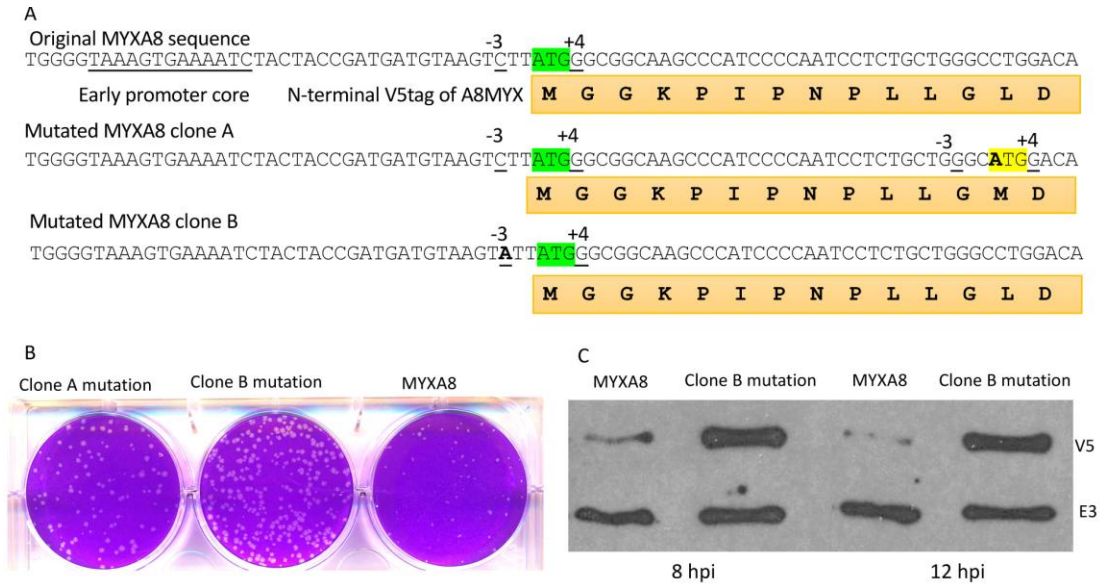 A
Original MYXA8 sequence
-3 +4
TGGGGTAAAGTGAAAATCTACTACCGATGATGTAAGTCTTATGGGCGGCAAGCCCATCCCCAATCCTCTGCTGGGCCTGGACA
Early promoter core N-terminal V5tag of A8MYX M G G K P I P N P L L G L D
Mutated MYXA8 clone A
-3 +4 -3 +4
TGGGGTAAAGTGAAAATCTACTACCGATGATGTAAGTCTTATGGGCGGCAAGCCCATCCCCAATCCTCTGCTGGGCATGGACA
M G G K P I P N P L L G M D
Mutated MYXA8 clone B
-3 +4
TGGGGTAAAGTGAAAATCTACTACCGATGATGTAAGTATTATGGGCGGCAAGCCCATCCCCAATCCTCTGCTGGGCCTGGACA
M G G K P I P N P L L G L D
B
Clone A mutation Clone B mutation MYXA8
C
MYXA8 Clone B mutation MYXA8 Clone B mutation
V5
E3
8 hpi 12 hpi